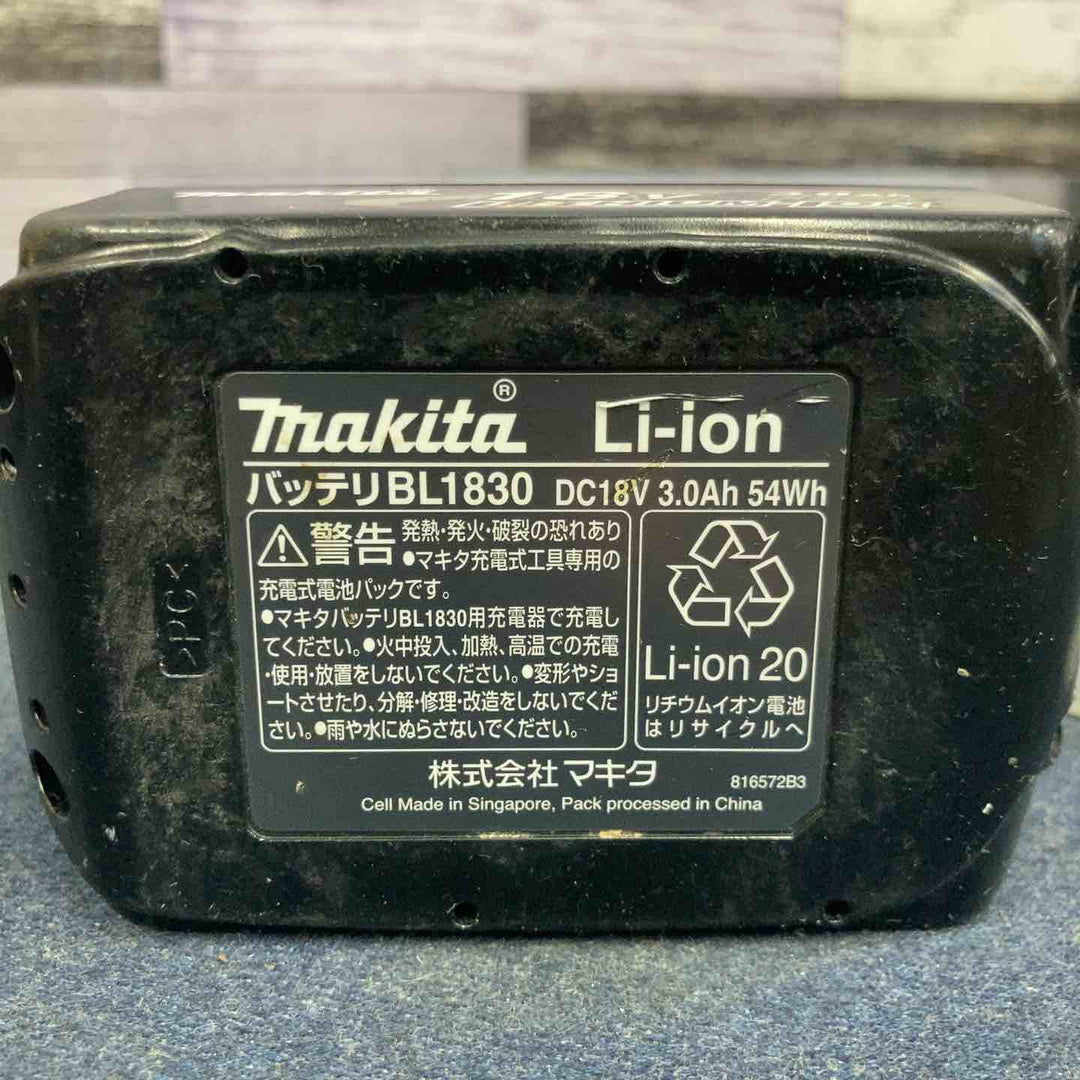 makita® Li-ion
バッテリBL1830 DC18V 3.0Ah 54Wh
警告 発熱・発火・破裂の恐れあり
●マキタ充電式工具専用の
充電式電池パックです。
●マキタバッテリBL1830用充電器で充電し
てください。●火中投入、加熱、高温での充電
・使用・放置をしないでください。●変形やショ
ートさせたり、分解・修理・改造をしないでくだ
さい。●雨や水にぬらさないでください。
Li-ion 20
リチウムイオン電池
はリサイクルへ
株式会社マキタ 816572B3
Cell Made in Singapore, Pack processed in China
>PC<